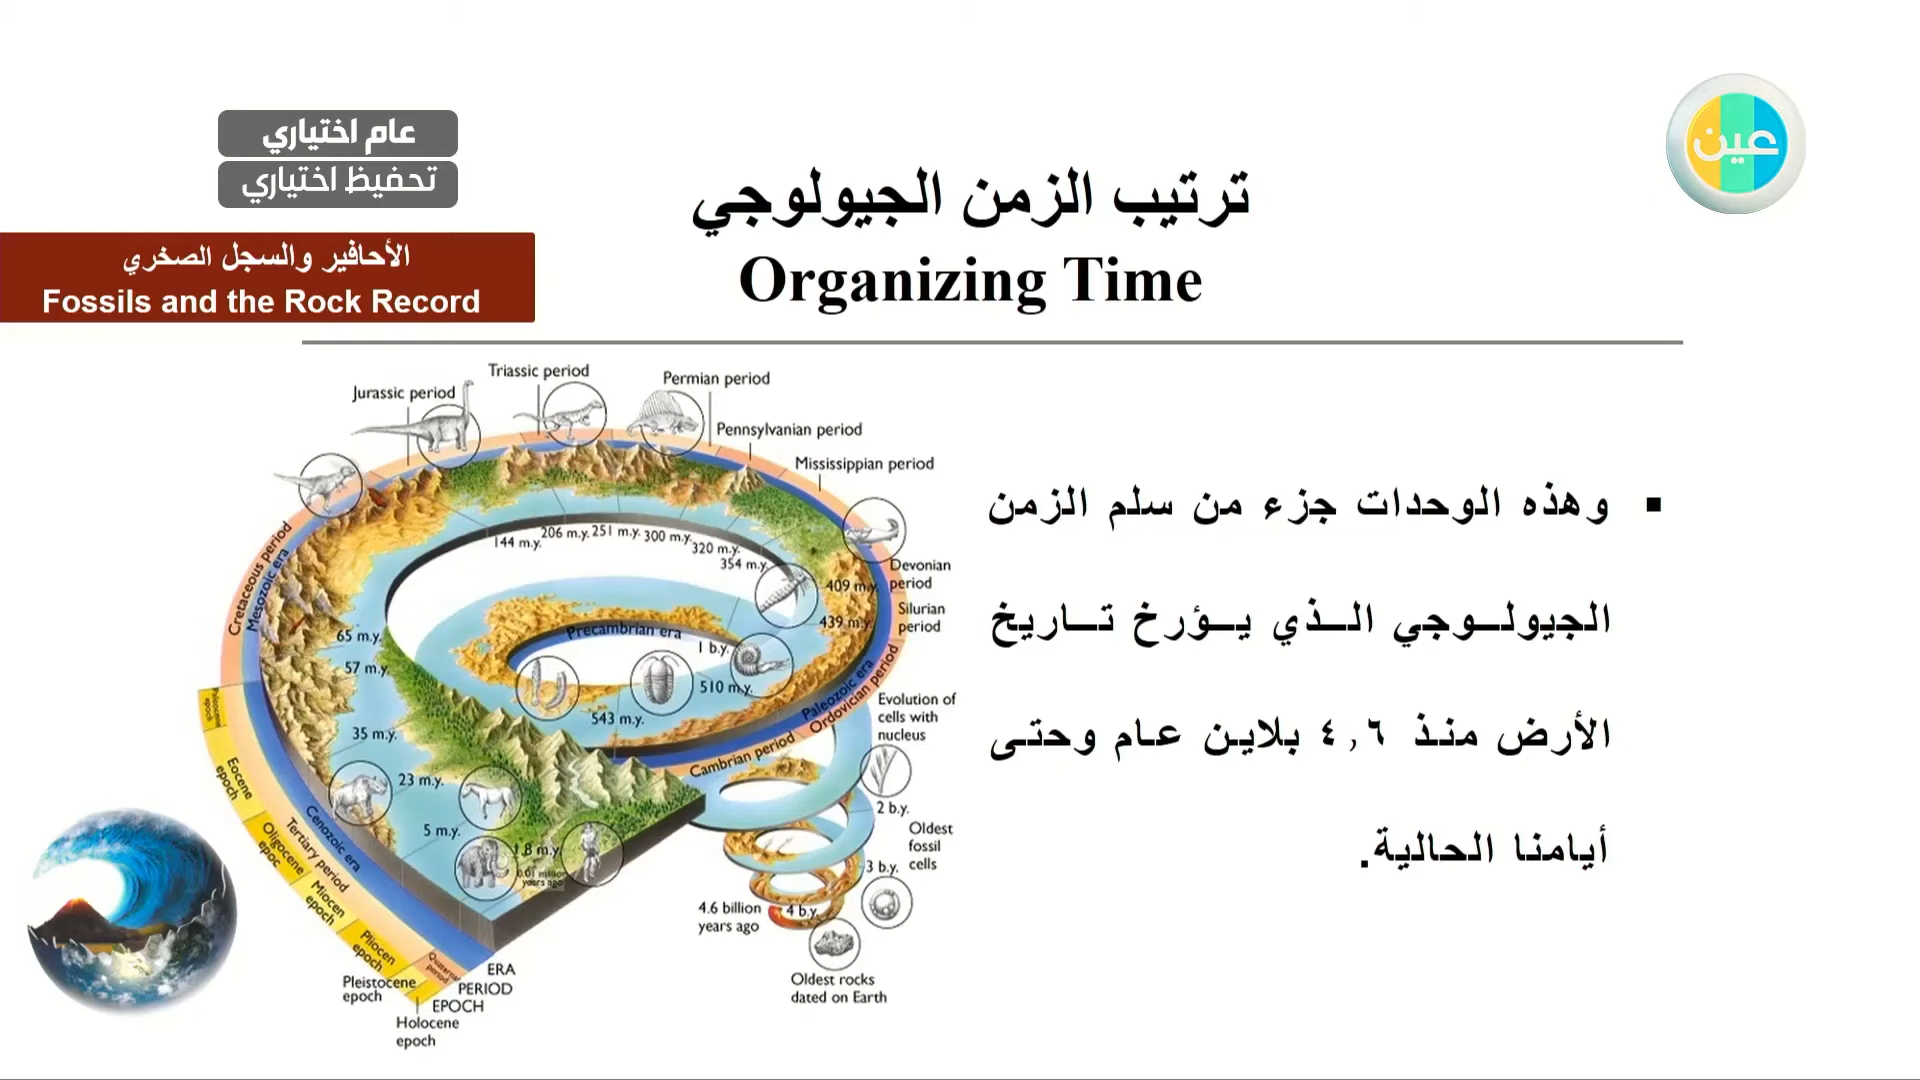 عام اختياري
تحفيظ اختياري
عين
الأحافير والسجل الصخري
Fossils and the Rock Record
ترتيب الزمن الجيولوجي
Organizing Time
▪ وهذه الوحدات جزء من سلم الزمن
الجيولوجي الذي يؤرخ تاريخ
الأرض منذ ٤,٦ بلاين عام وحتى
أيامنا الحالية.
Jurassic period
Triassic period
Permian period
Pennsylvanian period
Mississippian period
Devonian
period
Silurian
period
Ordovician period
Paleozoic era
Cambrian period
Cretaceous period
Mesozoic era
144 m.y.
206 m.y.
251 m.y.
300 m.y.
320 m.y.
354 m.y.
409 m.y.
439 m.y.
510 m.y.
543 m.y.
Precambrian era
1 b.y.
65 m.y.
57 m.y.
35 m.y.
23 m.y.
5 m.y.
1.8 m.y.
0.01 million
years ago
Evolution of
cells with
nucleus
2 b.y.
Oldest
fossil
cells
3 b.y.
4 b.y.
4.6 billion
years ago
Oldest rocks
dated on Earth
Eocene
epoch
Oligocene
epoc
Miocen
epoch
Pliocen
epoch
Cenozoic era
Tertiary period
Pleistocene
epoch
Holocene
epoch
ERA
PERIOD
EPOCH